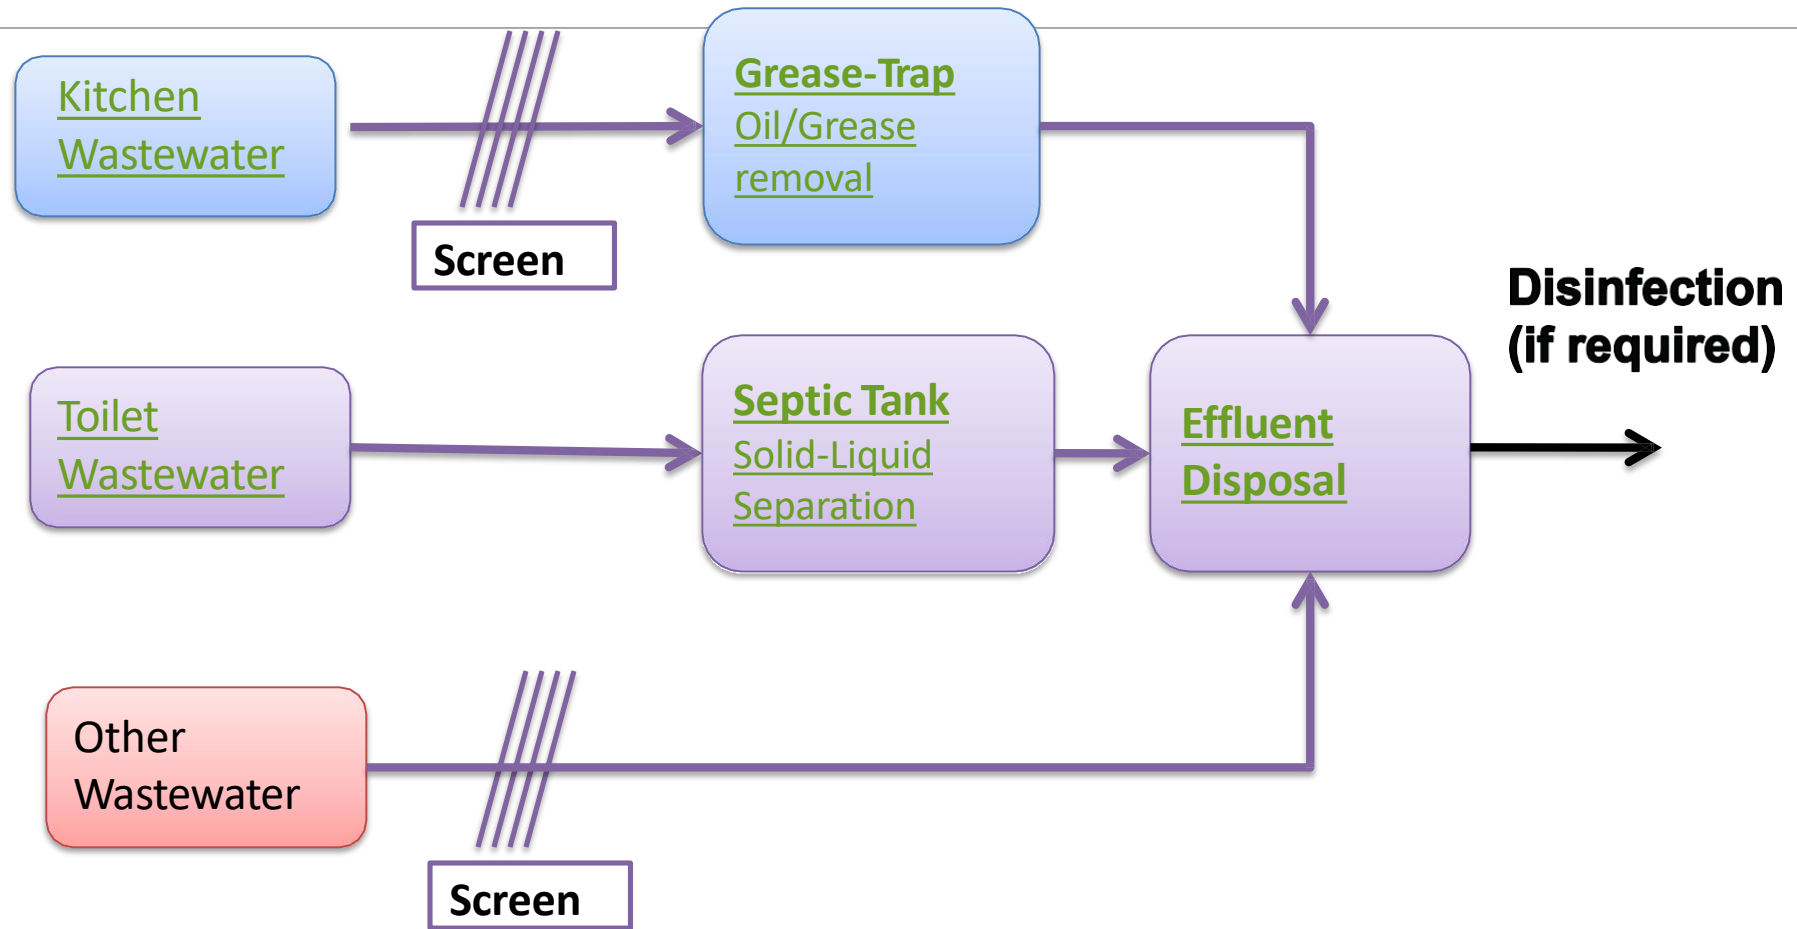 Kitchen
Wastewater
Screen
Grease-Trap
Oil/Grease
removal
Disinfection
(if required)
Toilet
Wastewater
Septic Tank
Solid-Liquid
Separation
Effluent
Disposal
Other
Wastewater
Screen